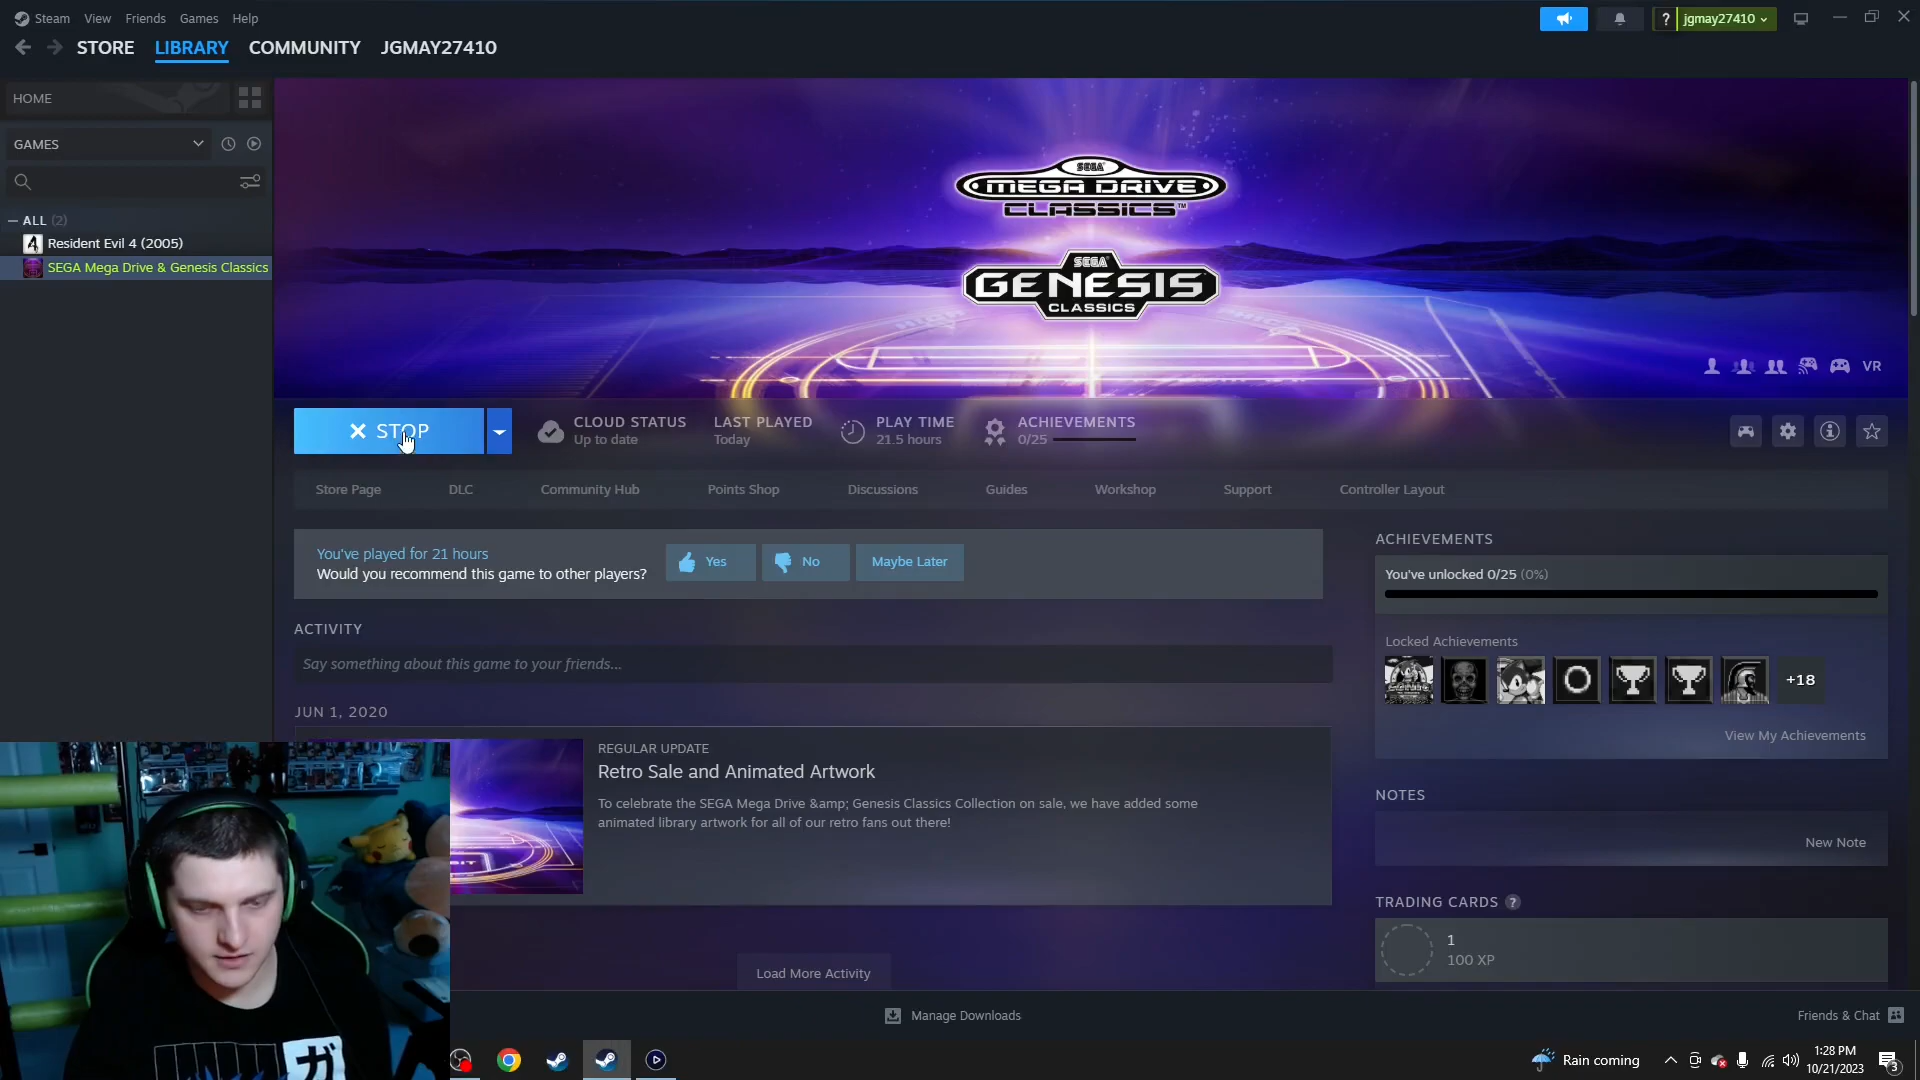 Steam View Friends Games Help
? jgmay27410
STORE LIBRARY COMMUNITY JGMAY27410
HOME
GAMES
ALL (2)
Resident Evil 4 (2005)
SEGA Mega Drive & Genesis Classics
SEGA
MEGA DRIVE
CLASSICS™
SEGA
GENESIS
CLASSICS
VR
STOP
CLOUD STATUS
Up to date
LAST PLAYED
Today
PLAY TIME
21.5 hours
ACHIEVEMENTS
0/25
Store Page DLC Community Hub Points Shop Discussions Guides Workshop Support Controller Layout
You've played for 21 hours
Would you recommend this game to other players?
Yes No Maybe Later
ACTIVITY
Say something about this game to your friends...
JUN 1, 2020
REGULAR UPDATE
Retro Sale and Animated Artwork
To celebrate the SEGA Mega Drive &amp; Genesis Classics Collection on sale, we have added some
animated library artwork for all of our retro fans out there!
Load More Activity
ACHIEVEMENTS
You've unlocked 0/25 (0%)
Locked Achievements
+18
View My Achievements
NOTES
New Note
TRADING CARDS ?
1
100 XP
Manage Downloads
Friends & Chat
ガ
Rain coming
1:28 PM
10/21/2023
3